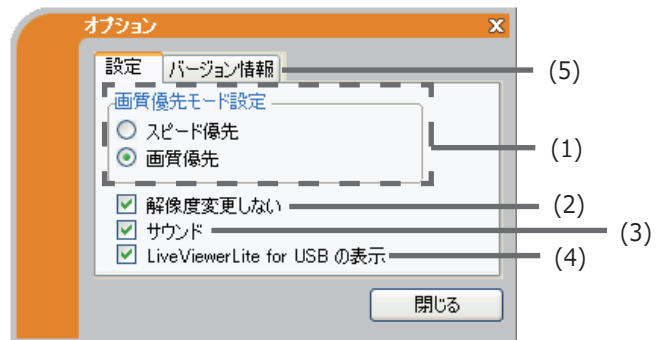 オプション
設定 バージョン情報 (5)
画質優先モード設定
スピード優先
(1)
画質優先
解像度変更しない (2)
サウンド (3)
LiveViewerLite for USB の表示 (4)
閉じる